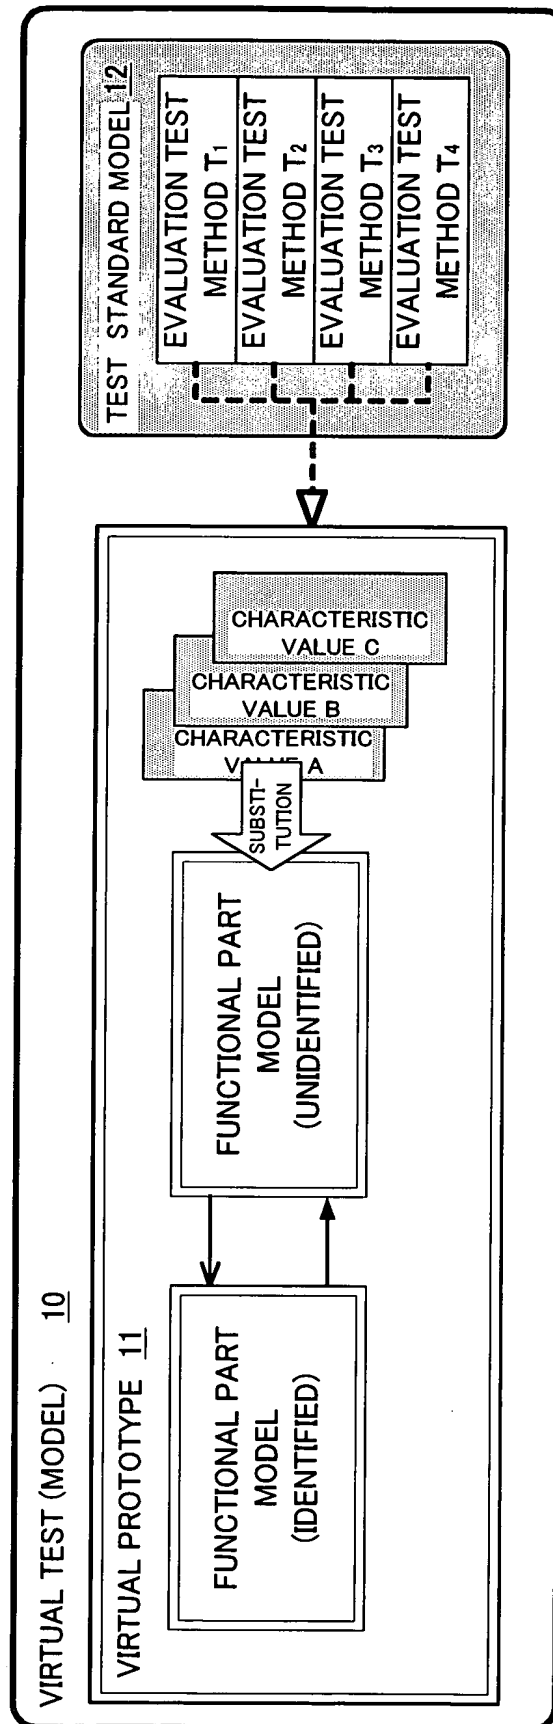 VIRTUAL TEST (MODEL) 10
VIRTUAL PROTOTYPE 11
FUNCTIONAL PART
MODEL
(IDENTIFIED)
FUNCTIONAL PART
MODEL
(UNIDENTIFIED)
SUBSTI-
TUTION
CHARACTERISTIC
VALUE A
CHARACTERISTIC
VALUE B
CHARACTERISTIC
VALUE C
TEST STANDARD MODEL 12
EVALUATION TEST
METHOD T1
EVALUATION TEST
METHOD T2
EVALUATION TEST
METHOD T3
EVALUATION TEST
METHOD T4